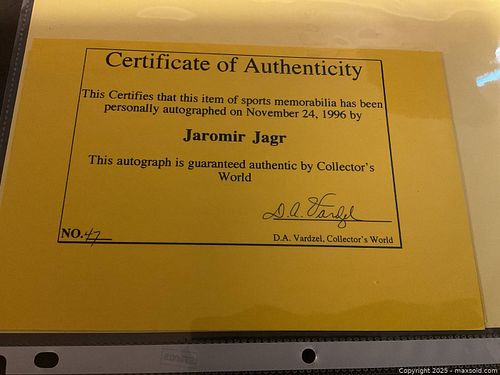 Certificate of Authenticity
This Certifies that this item of sports memorabilia has been
personally autographed on November 24, 1996 by
Jaromir Jagr
This autograph is guaranteed authentic by Collector's
World
D.A. Vardzel
NO. 47
D.A. Vardzel, Collector's World
Copyright 2025 - maxsold.com